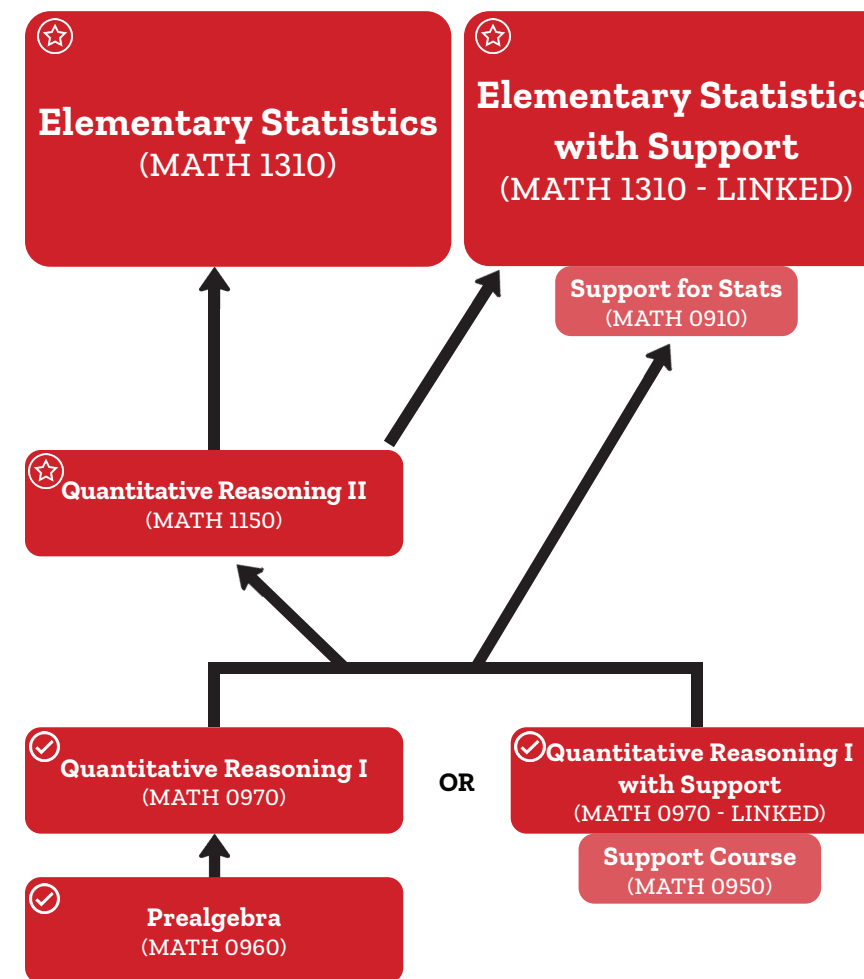 Elementary Statistics
(MATH 1310)
Elementary Statistics
with Support
(MATH 1310 - LINKED)
Support for Stats
(MATH 0910)
Quantitative Reasoning II
(MATH 1150)
Quantitative Reasoning I
(MATH 0970)
OR
Quantitative Reasoning I
with Support
(MATH 0970 - LINKED)
Support Course
(MATH 0950)
Prealgebra
(MATH 0960)